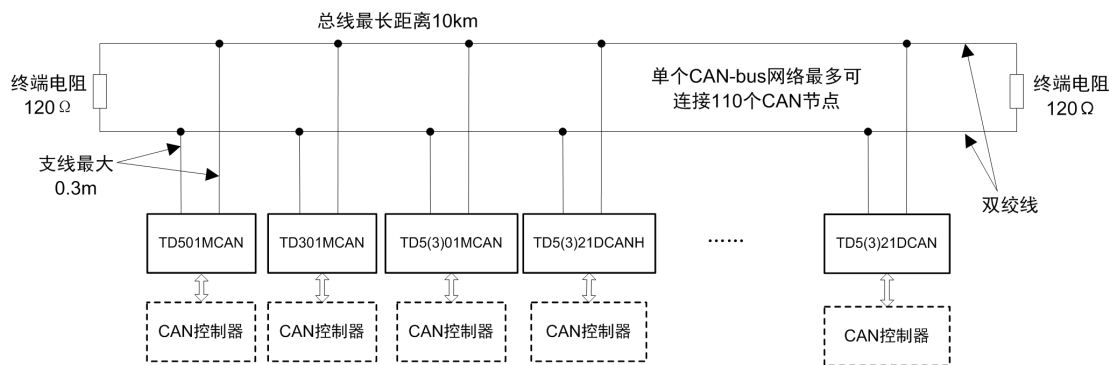 总线最长距离10km
终端电阻
120Ω
单个CAN-bus网络最多可
连接110个CAN节点
终端电阻
120Ω
支线最大
0.3m
双绞线
TD501MCAN
TD301MCAN
TD5(3)01MCAN
TD5(3)21DCANH
……
TD5(3)21DCAN
CAN控制器
CAN控制器
CAN控制器
CAN控制器
CAN控制器